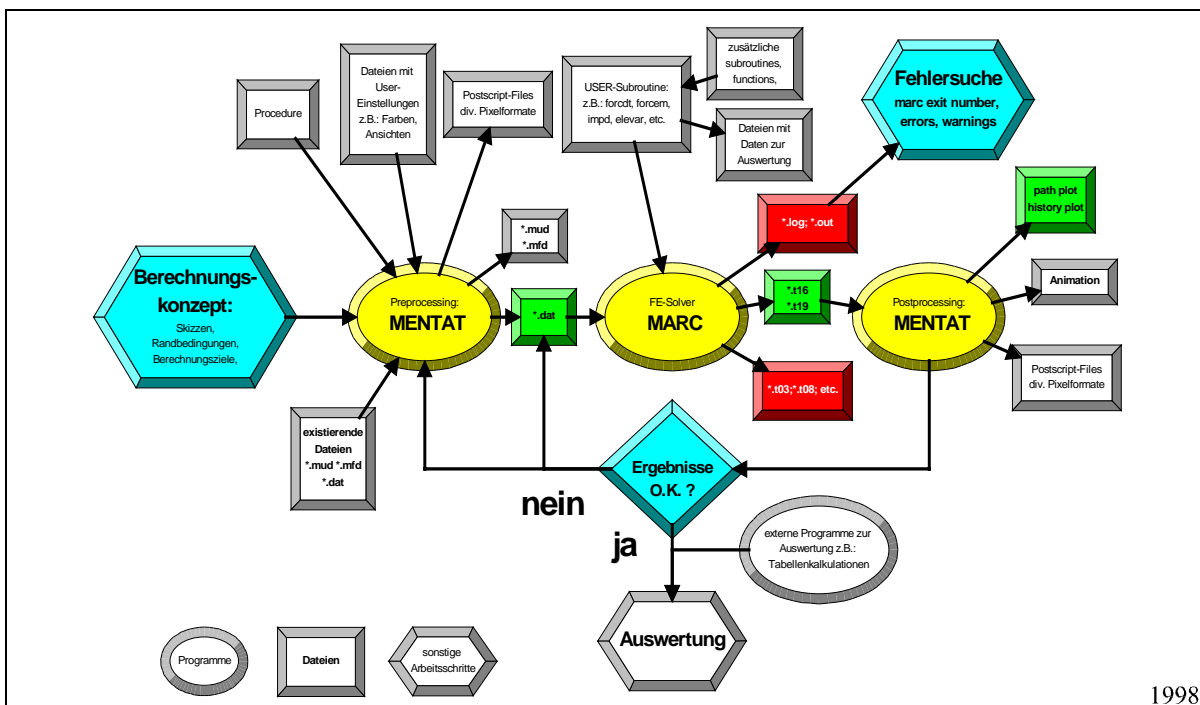 Procedure
Dateien mit
User-
Einstellungen
z.B.: Farben,
Ansichten
Postscript-Files
div. Pixelformate
USER-Subroutine:
z.B.: forcdt, forcem,
impd, elevar, etc.
zusätzliche
subroutines,
functions,
Dateien mit
Daten zur
Auswertung
Fehlersuche
marc exit number,
errors, warnings
*.mud
*.mfd
*.log; *.out
path plot
history plot
Berechnungs-
konzept:
Skizzen,
Randbedingungen,
Berechnungsziele,
Preprocessing:
MENTAT
*.dat
FE-Solver
MARC
*.t16
*.t19
Postprocessing:
MENTAT
Animation
Postscript-Files
div. Pixelformate
*.t03;*.t08; etc.
existierende
Dateien
*.mud *.mfd
*.dat
Ergebnisse
O.K. ?
nein
ja
externe Programme zur
Auswertung z.B.:
Tabellenkalkulationen
Auswertung
Programme
Dateien
sonstige
Arbeitsschritte
1998